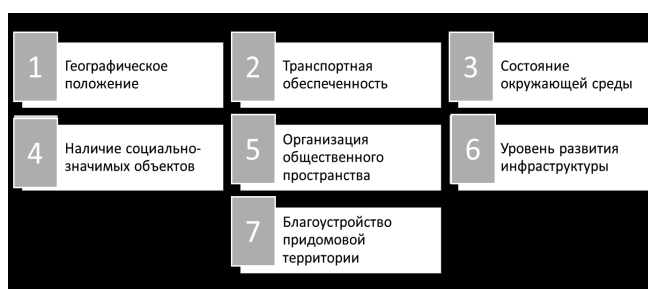 1
Географическое
положение
2
Транспортная
обеспеченность
3
Состояние
окружающей среды
4
Наличие социально-
значимых объектов
5
Организация
общественного
пространства
6
Уровень развития
инфраструктуры
7
Благоустройство
придомовой
территории